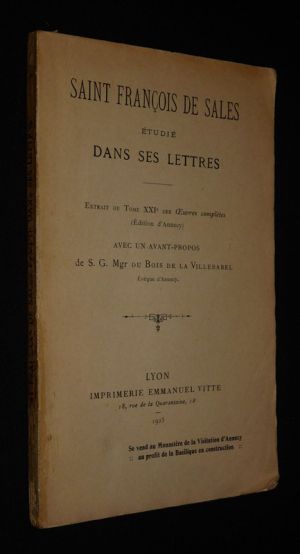 SAINT FRANÇOIS DE SALES
ÉTUDIÉ
DANS SES LETTRES
EXTRAIT DU TOME XXIe DES Œuvres complètes
(Édition d'Annecy)
AVEC UN AVANT-PROPOS
de S. G. Mgr DU BOIS DE LA VILLERABEL
Évêque d'Annecy.
LYON
IMPRIMERIE EMMANUEL VITTE
18, rue de la Quarantaine, 18
1923
Se vend au Monastère de la Visitation d'Annecy
:: au profit de la Basilique en construction ::